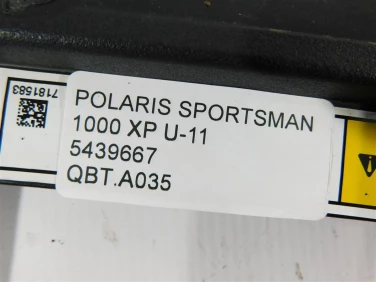 7181583
POLARIS SPORTSMAN
1000 XP U-11
5439667
QBT.A035